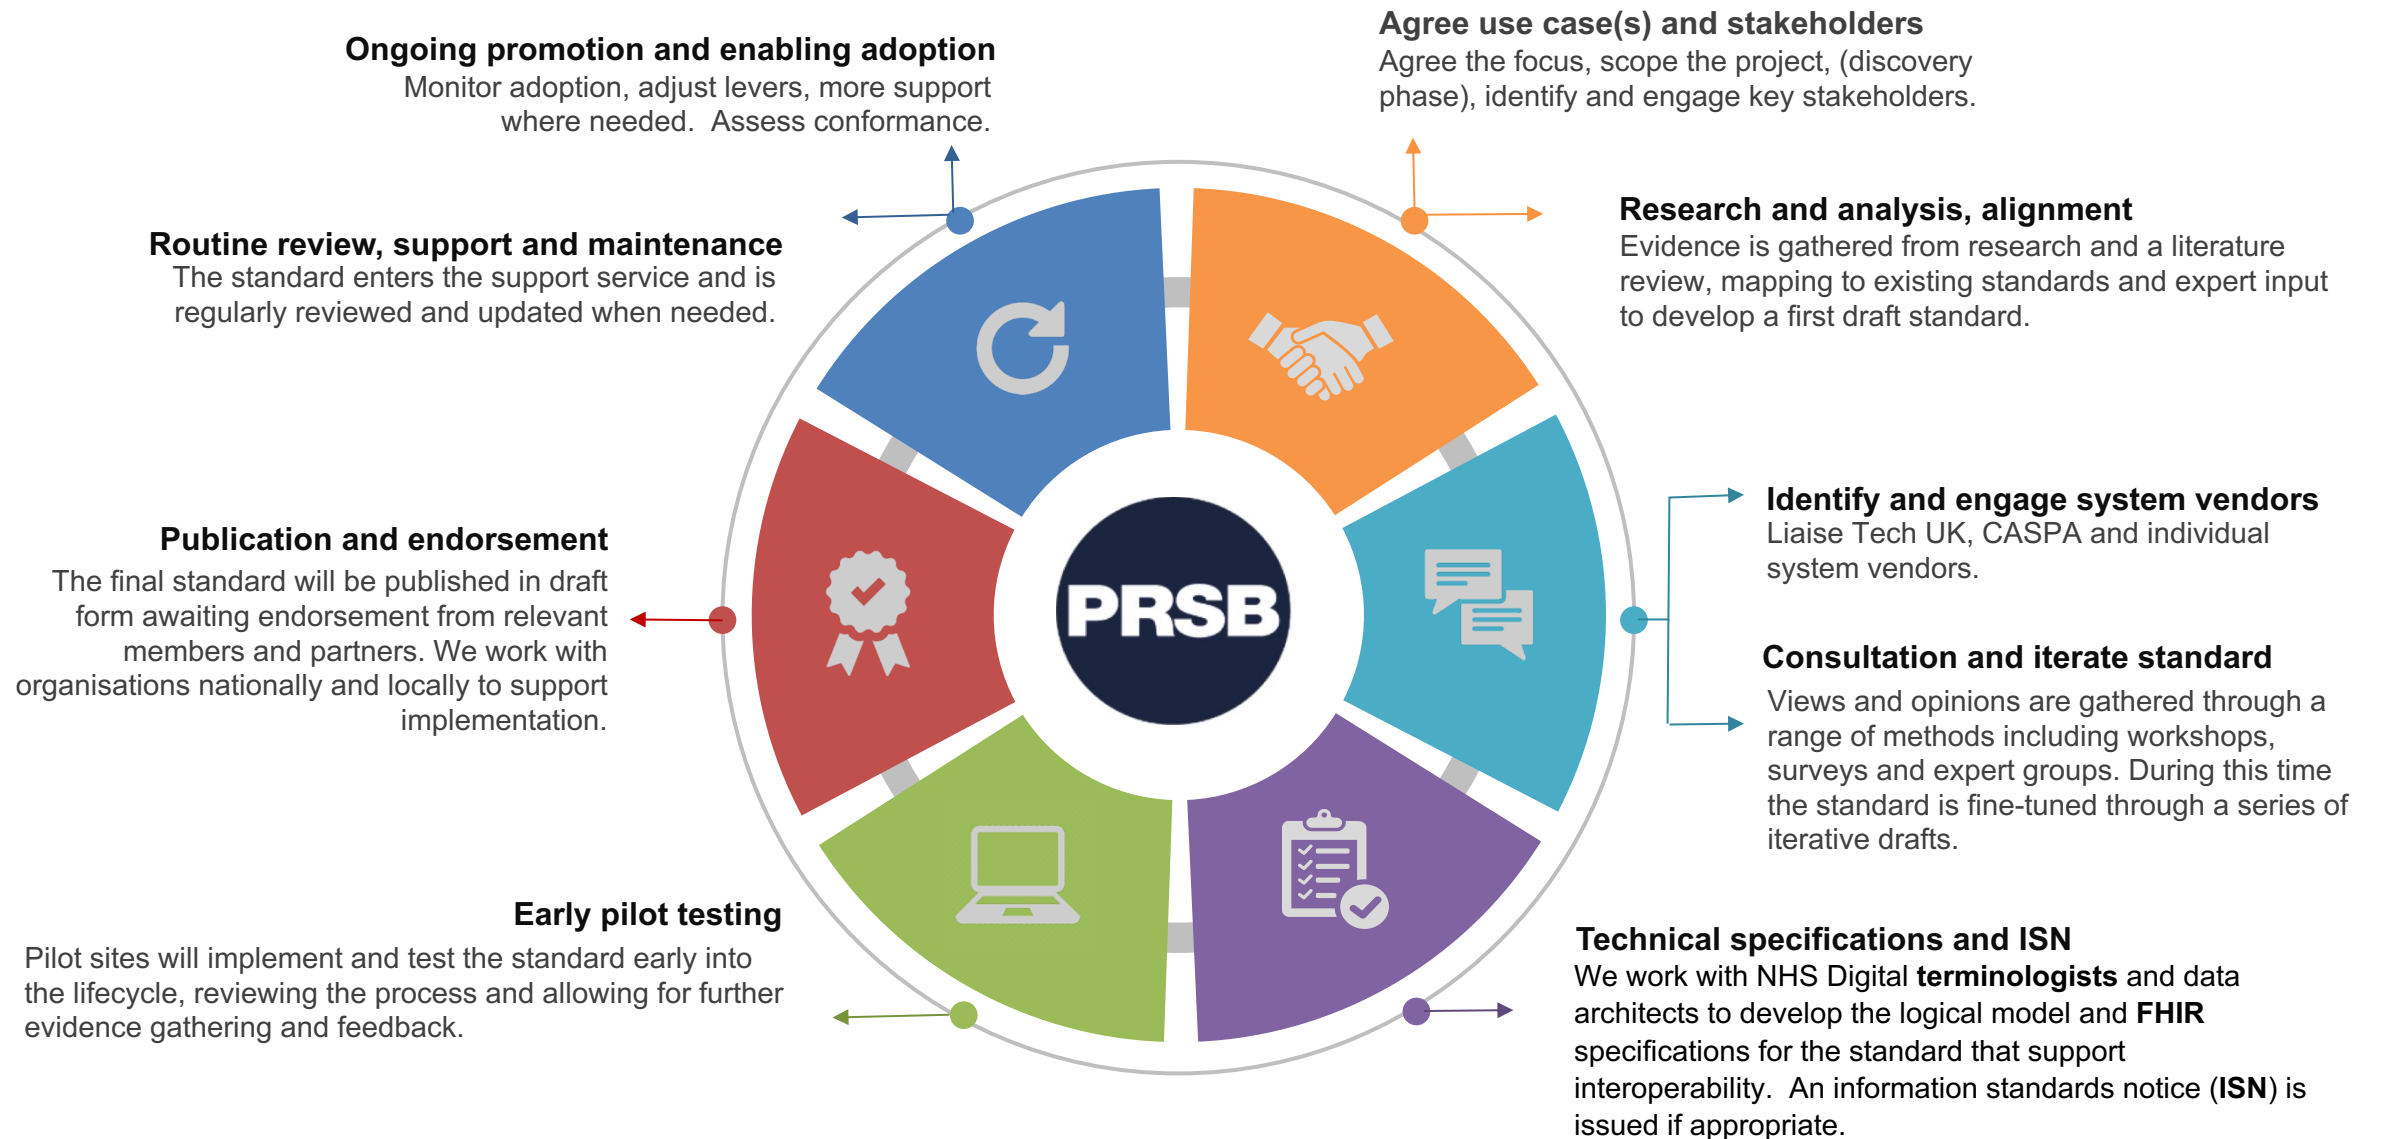 Agree use case(s) and stakeholders
Agree the focus, scope the project, (discovery
phase), identify and engage key stakeholders.
Research and analysis, alignment
Evidence is gathered from research and a literature
review, mapping to existing standards and expert input
to develop a first draft standard.
Identify and engage system vendors
Liaise Tech UK, CASPA and individual
system vendors.
Consultation and iterate standard
Views and opinions are gathered through a
range of methods including workshops,
surveys and expert groups. During this time
the standard is fine-tuned through a series of
iterative drafts.
Technical specifications and ISN
We work with NHS Digital terminologists and data
architects to develop the logical model and FHIR
specifications for the standard that support
interoperability.  An information standards notice (ISN) is
issued if appropriate.
Early pilot testing
Pilot sites will implement and test the standard early into
the lifecycle, reviewing the process and allowing for further
evidence gathering and feedback.
Publication and endorsement
The final standard will be published in draft
form awaiting endorsement from relevant
members and partners. We work with
organisations nationally and locally to support
implementation.
Routine review, support and maintenance
The standard enters the support service and is
regularly reviewed and updated when needed.
Ongoing promotion and enabling adoption
Monitor adoption, adjust levers, more support
where needed.  Assess conformance.
PRSB